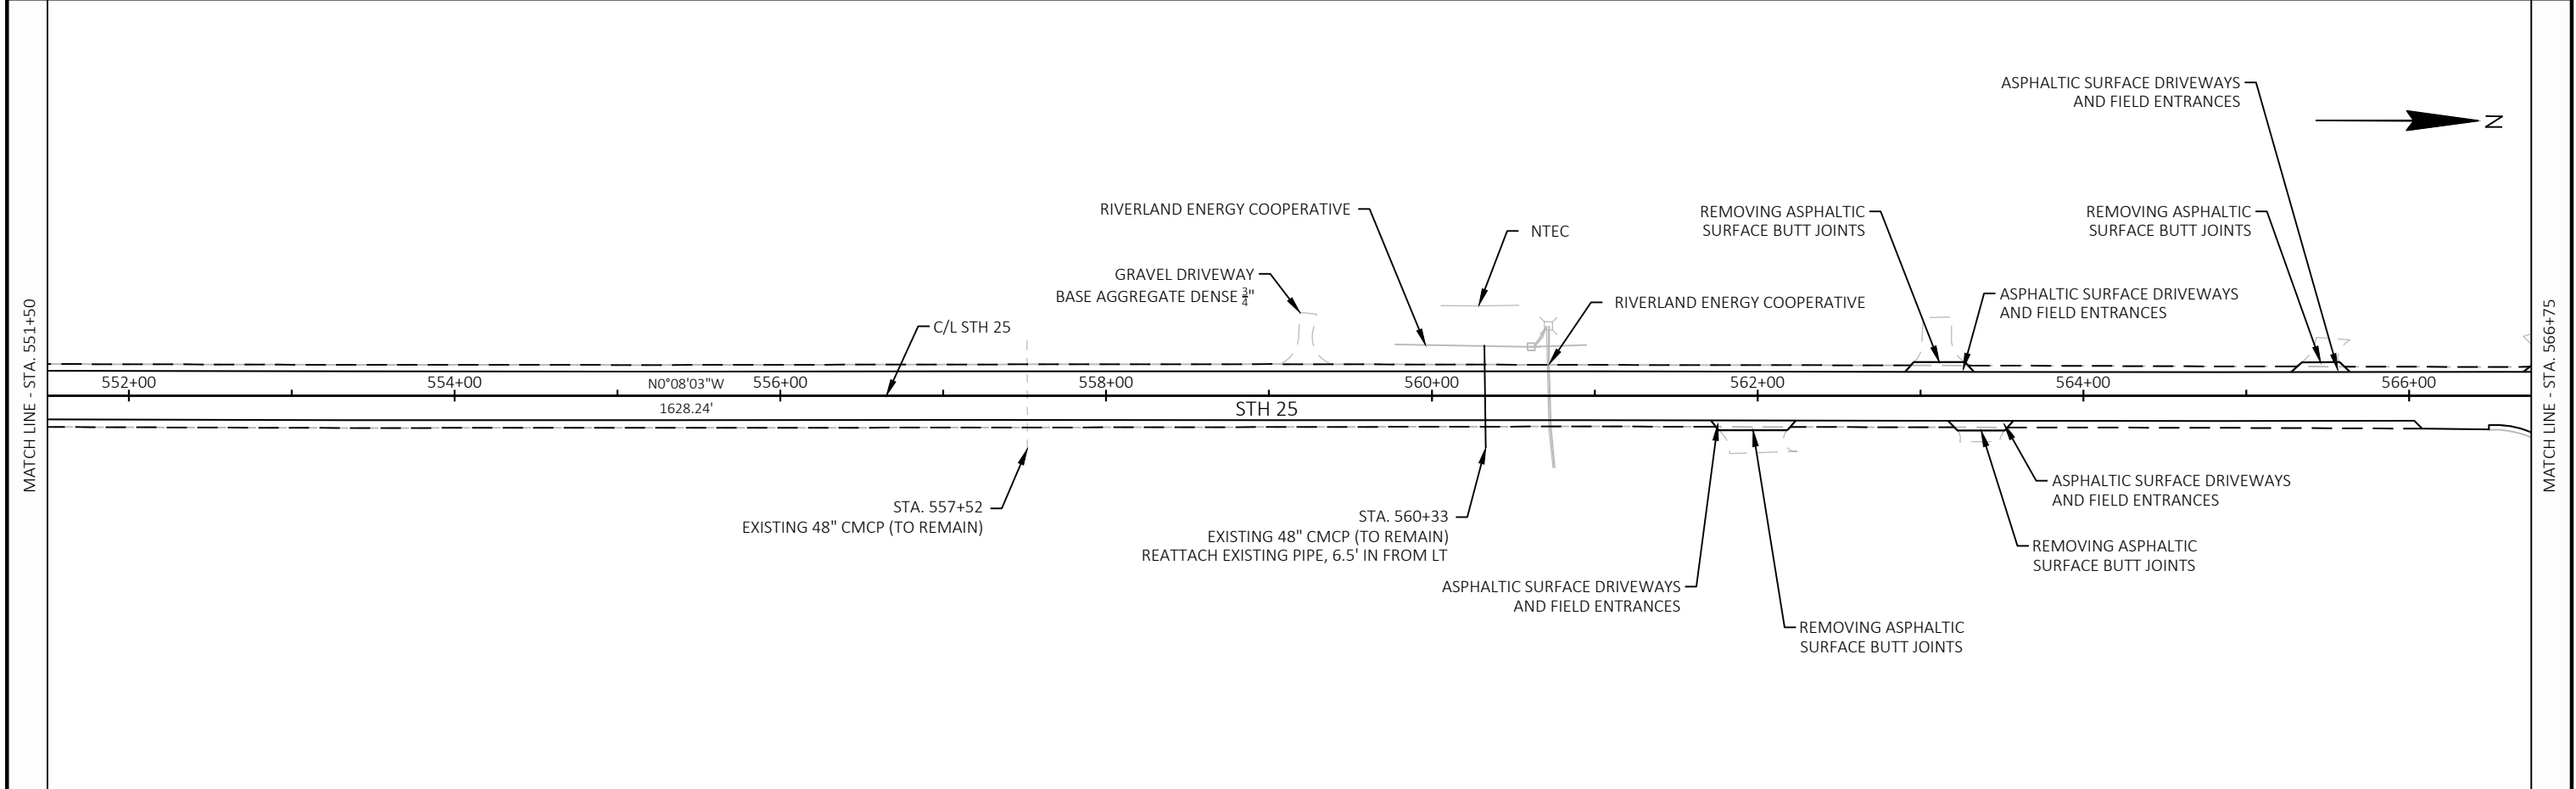 MATCH LINE - STA. 551+50
ASPHALTIC SURFACE DRIVEWAYS
AND FIELD ENTRANCES
N
RIVERLAND ENERGY COOPERATIVE
NTEC
REMOVING ASPHALTIC
SURFACE BUTT JOINTS
REMOVING ASPHALTIC
SURFACE BUTT JOINTS
GRAVEL DRIVEWAY
BASE AGGREGATE DENSE 3/4"
RIVERLAND ENERGY COOPERATIVE
ASPHALTIC SURFACE DRIVEWAYS
AND FIELD ENTRANCES
C/L STH 25
552+00
554+00
N0°08'03"W
556+00
558+00
560+00
562+00
564+00
566+00
1628.24'
STH 25
STA. 557+52
EXISTING 48" CMCP (TO REMAIN)
STA. 560+33
EXISTING 48" CMCP (TO REMAIN)
REATTACH EXISTING PIPE, 6.5' IN FROM LT
ASPHALTIC SURFACE DRIVEWAYS
AND FIELD ENTRANCES
REMOVING ASPHALTIC
SURFACE BUTT JOINTS
ASPHALTIC SURFACE DRIVEWAYS
AND FIELD ENTRANCES
REMOVING ASPHALTIC
SURFACE BUTT JOINTS
MATCH LINE - STA. 566+75